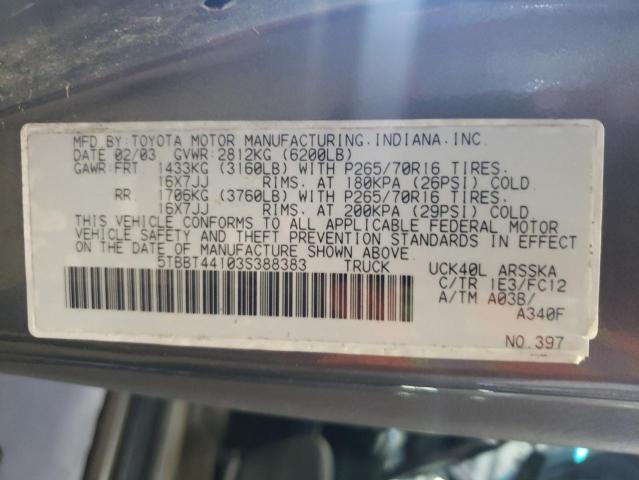 MFD BY: TOYOTA MOTOR MANUFACTURING. INDIANA. INC.
DATE 02/03 GVWR: 2812KG (6200LB)
GAWR: FRT 1433KG (3160LB) WITH P265/70R16 TIRES.
16X7JJ RIMS. AT 180KPA (26PSI) COLD
RR 1706KG (3760LB) WITH P265/70R16 TIRES.
16X7JJ RIMS. AT 200KPA (29PSI) COLD
THIS VEHICLE CONFORMS TO ALL APPLICABLE FEDERAL MOTOR
VEHICLE SAFETY AND THEFT PREVENTION STANDARDS IN EFFECT
ON THE DATE OF MANUFACTURE SHOWN ABOVE.
5TBBT44103S388383 TRUCK UCK40L ARSSKA
C/TR 1E3/FC12
A/TM A03B/
A340F
NO. 397